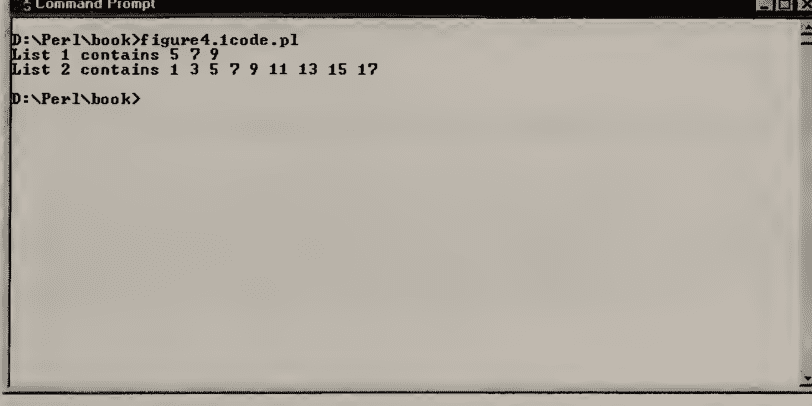 Command Prompt
D:\Perl\book>figure4.1code.pl
List 1 contains 5 7 9
List 2 contains 1 3 5 7 9 11 13 15 17
D:\Perl\book>